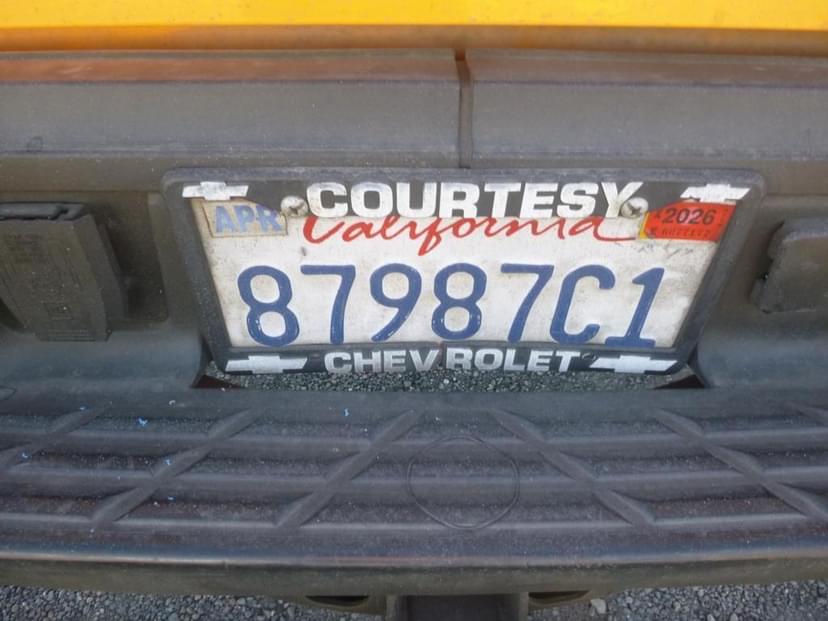 COURTESY
APR California 2026
87987C1
CHEVROLET